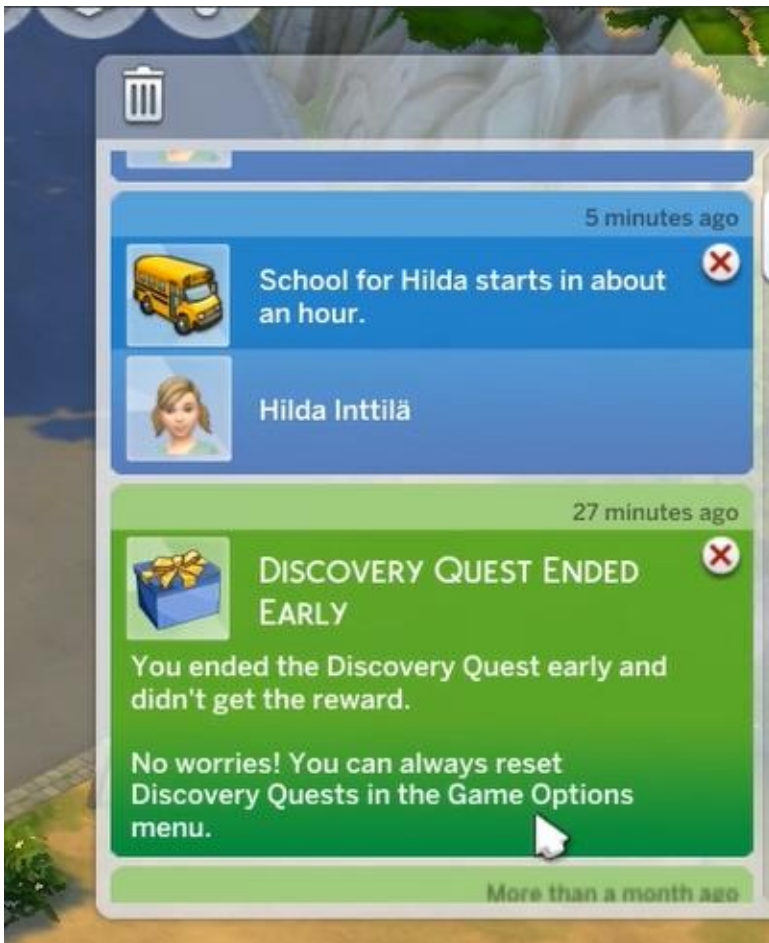 5 minutes ago
School for Hilda starts in about
an hour.
Hilda Inttilä
27 minutes ago
DISCOVERY QUEST ENDED
EARLY
You ended the Discovery Quest early and
didn't get the reward.
No worries! You can always reset
Discovery Quests in the Game Options
menu.
More than a month ago